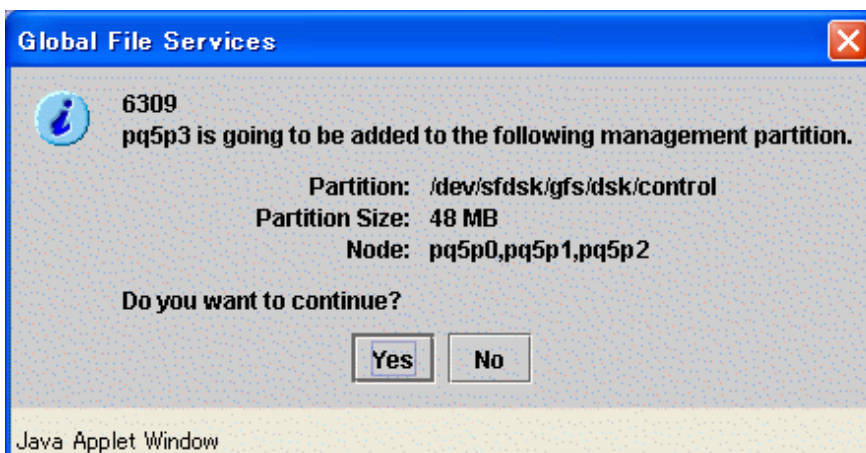 Global File Services
6309
pq5p3 is going to be added to the following management partition.
Partition: /dev/sfdsk/gfs/dsk/control
Partition Size: 48 MB
Node: pq5p0,pq5p1,pq5p2
Do you want to continue?
Yes No
Java Applet Window